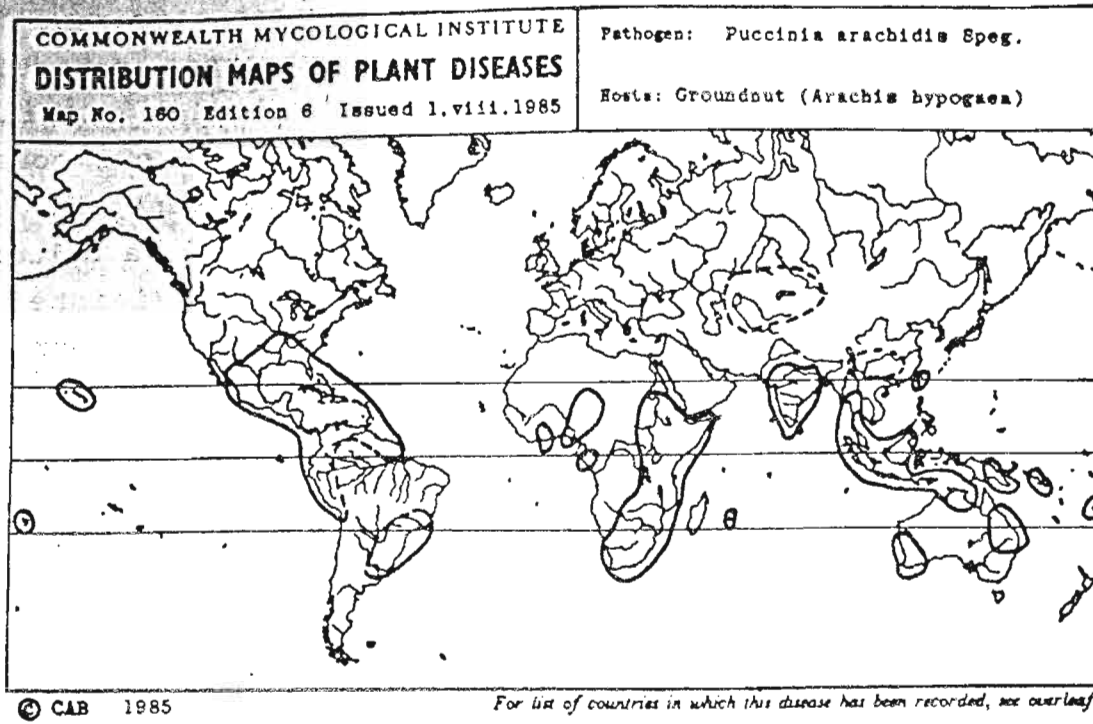 COMMONWEALTH MYCOLOGICAL INSTITUTE
DISTRIBUTION MAPS OF PLANT DISEASES
Map No. 160 Edition 6 Issued 1.viii.1985
Pathogen: Puccinia arachidis Speg.
Hosts: Groundnut (Arachis hypogaea)
© CAB 1985
For list of countries in which this disease has been recorded, see overleaf